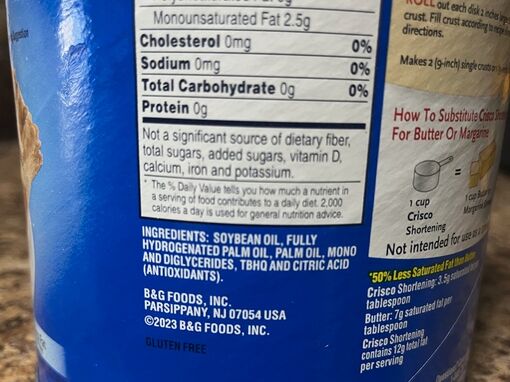 Monounsaturated Fat 2.5g
Cholesterol 0mg 0%
Sodium 0mg 0%
Total Carbohydrate 0g 0%
Protein 0g
Not a significant source of dietary fiber,
total sugars, added sugars, vitamin D,
calcium, iron and potassium.
* The % Daily Value tells you how much a nutrient in
a serving of food contributes to a daily diet. 2,000
calories a day is used for general nutrition advice.
INGREDIENTS: SOYBEAN OIL, FULLY
HYDROGENATED PALM OIL, PALM OIL, MONO
AND DIGLYCERIDES, TBHQ AND CITRIC ACID
(ANTIOXIDANTS).
B&G FOODS, INC.
PARSIPPANY, NJ 07054 USA
©2023 B&G FOODS, INC.
GLUTEN FREE
ROLL out each disk 2 inches
crust. Fill crust according to
directions.
Makes 2 (9-inch) single crusts
How To Substitute Crisco
For Butter Or Margarine
1 cup
Crisco
Shortening
=
1 cup
Not intended for use as a
*50% Less Saturated Fat than Butter
Crisco Shortening: 3.5g saturated
tablespoon
Butter: 7g saturated fat per
tablespoon
Crisco Shortening
contains 12g total fat
per serving